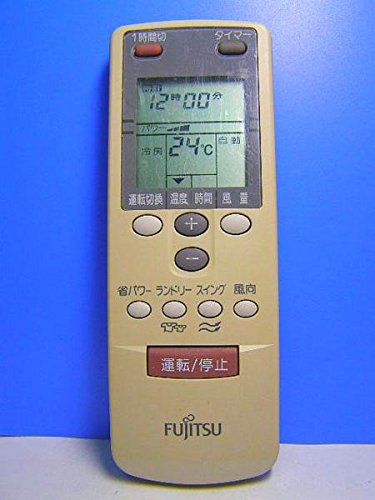 1時間切 タイマー
12時00分
パワー
冷房 24℃ 自動
運転切換 温度 時間 風量
+
−
省パワー ランドリー スイング 風向
運転/停止
FUJITSU